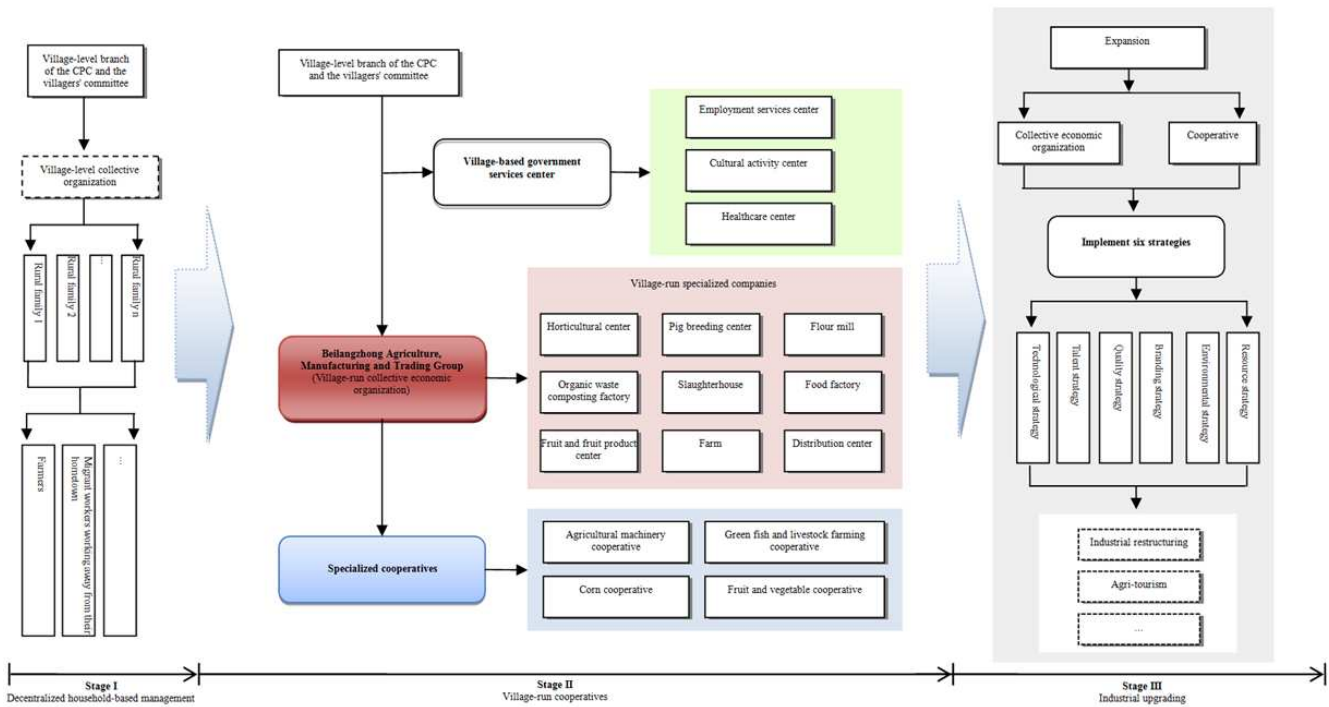 Village-level branch
of the CPC and the
villagers' committee
Village-level collective
organization
Rural family 1
Rural family 2
...
Rural family n
Farmers
Migrant workers working away from their
hometown
...
Village-level branch of the CPC
and the villagers' committee
Village-based government
services center
Employment services center
Cultural activity center
Healthcare center
Beilangzhong Agriculture,
Manufacturing and Trading Group
(Village-run collective economic
organization)
Village-run specialized companies
Horticultural center
Pig breeding center
Flour mill
Organic waste
composting factory
Slaughterhouse
Food factory
Fruit and fruit product
center
Farm
Distribution center
Specialized cooperatives
Agricultural machinery
cooperative
Green fish and livestock farming
cooperative
Corn cooperative
Fruit and vegetable cooperative
Expansion
Collective economic
organization
Cooperative
Implement six strategies
Technological strategy
Talent strategy
Quality strategy
Branding strategy
Environmental strategy
Resource strategy
Industrial restructuring
Agri-tourism
...
Stage I
Decentralized household-based management
Stage II
Village-run cooperatives
Stage III
Industrial upgrading